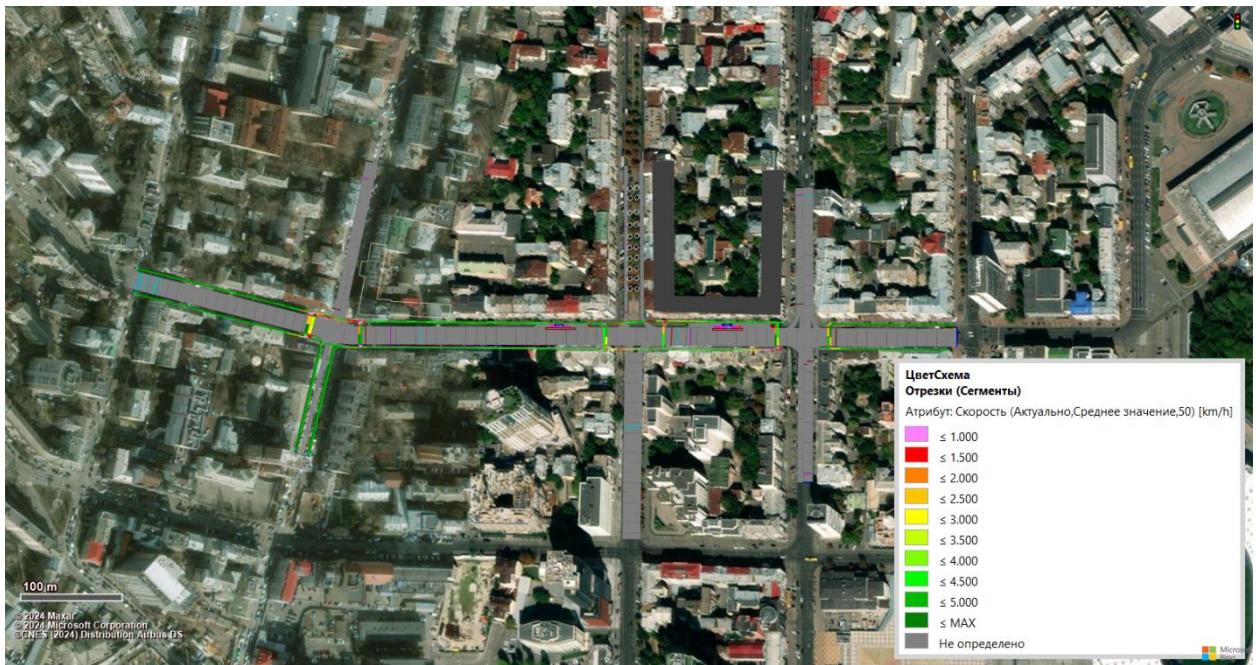 ЦветСхема
Отрезки (Сегменты)
Атрибут: Скорость (Актуально,Среднее значение,50) [km/h]
≤ 1.000
≤ 1.500
≤ 2.000
≤ 2.500
≤ 3.000
≤ 3.500
≤ 4.000
≤ 4.500
≤ 5.000
≤ MAX
Не определено
100 m
© 2024 Maxar
© 2024 Microsoft Corporation
©CNES (2024) Distribution Airbus DS